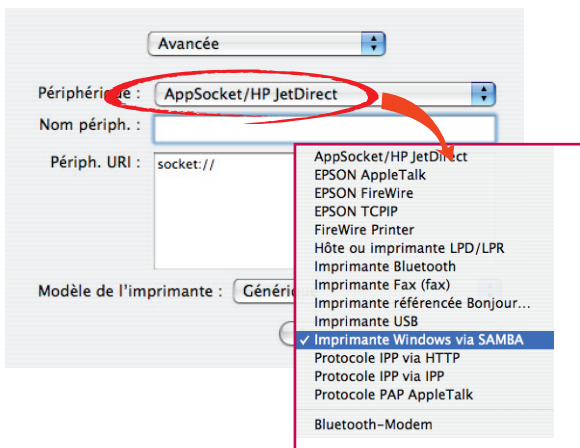 Avancée
Périphérique : AppSocket/HP JetDirect
Nom périph. :
Périph. URI : socket://
Modèle de l'imprimante :
AppSocket/HP JetDirect
EPSON AppleTalk
EPSON FireWire
EPSON TCPIP
FireWire Printer
Hôte ou imprimante LPD/LPR
Imprimante Bluetooth
Imprimante Fax (fax)
Imprimante référencée Bonjour...
Imprimante USB
✓ Imprimante Windows via SAMBA
Protocole IPP via HTTP
Protocole IPP via IPP
Protocole PAP AppleTalk
Bluetooth-Modem